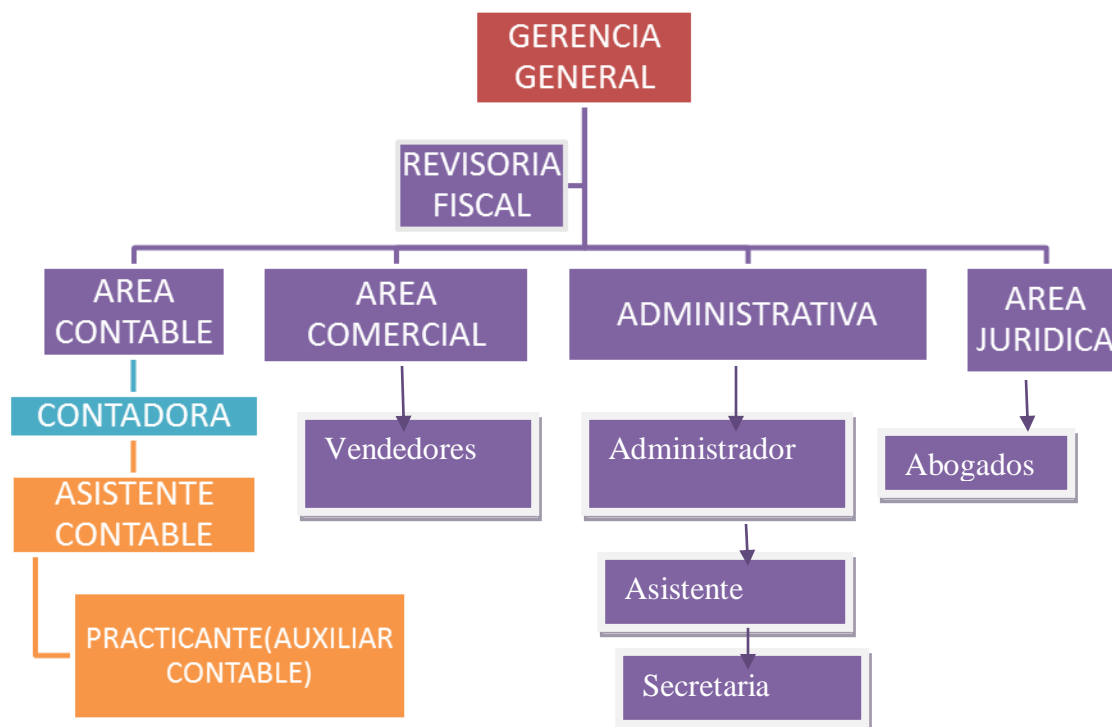 GERENCIA
GENERAL
REVISORIA
FISCAL
AREA
CONTABLE
AREA
COMERCIAL
ADMINISTRATIVA
AREA
JURIDICA
CONTADORA
Vendedores
Administrador
Abogados
ASISTENTE
CONTABLE
Asistente
PRACTICANTE(AUXILIAR
CONTABLE)
Secretaria